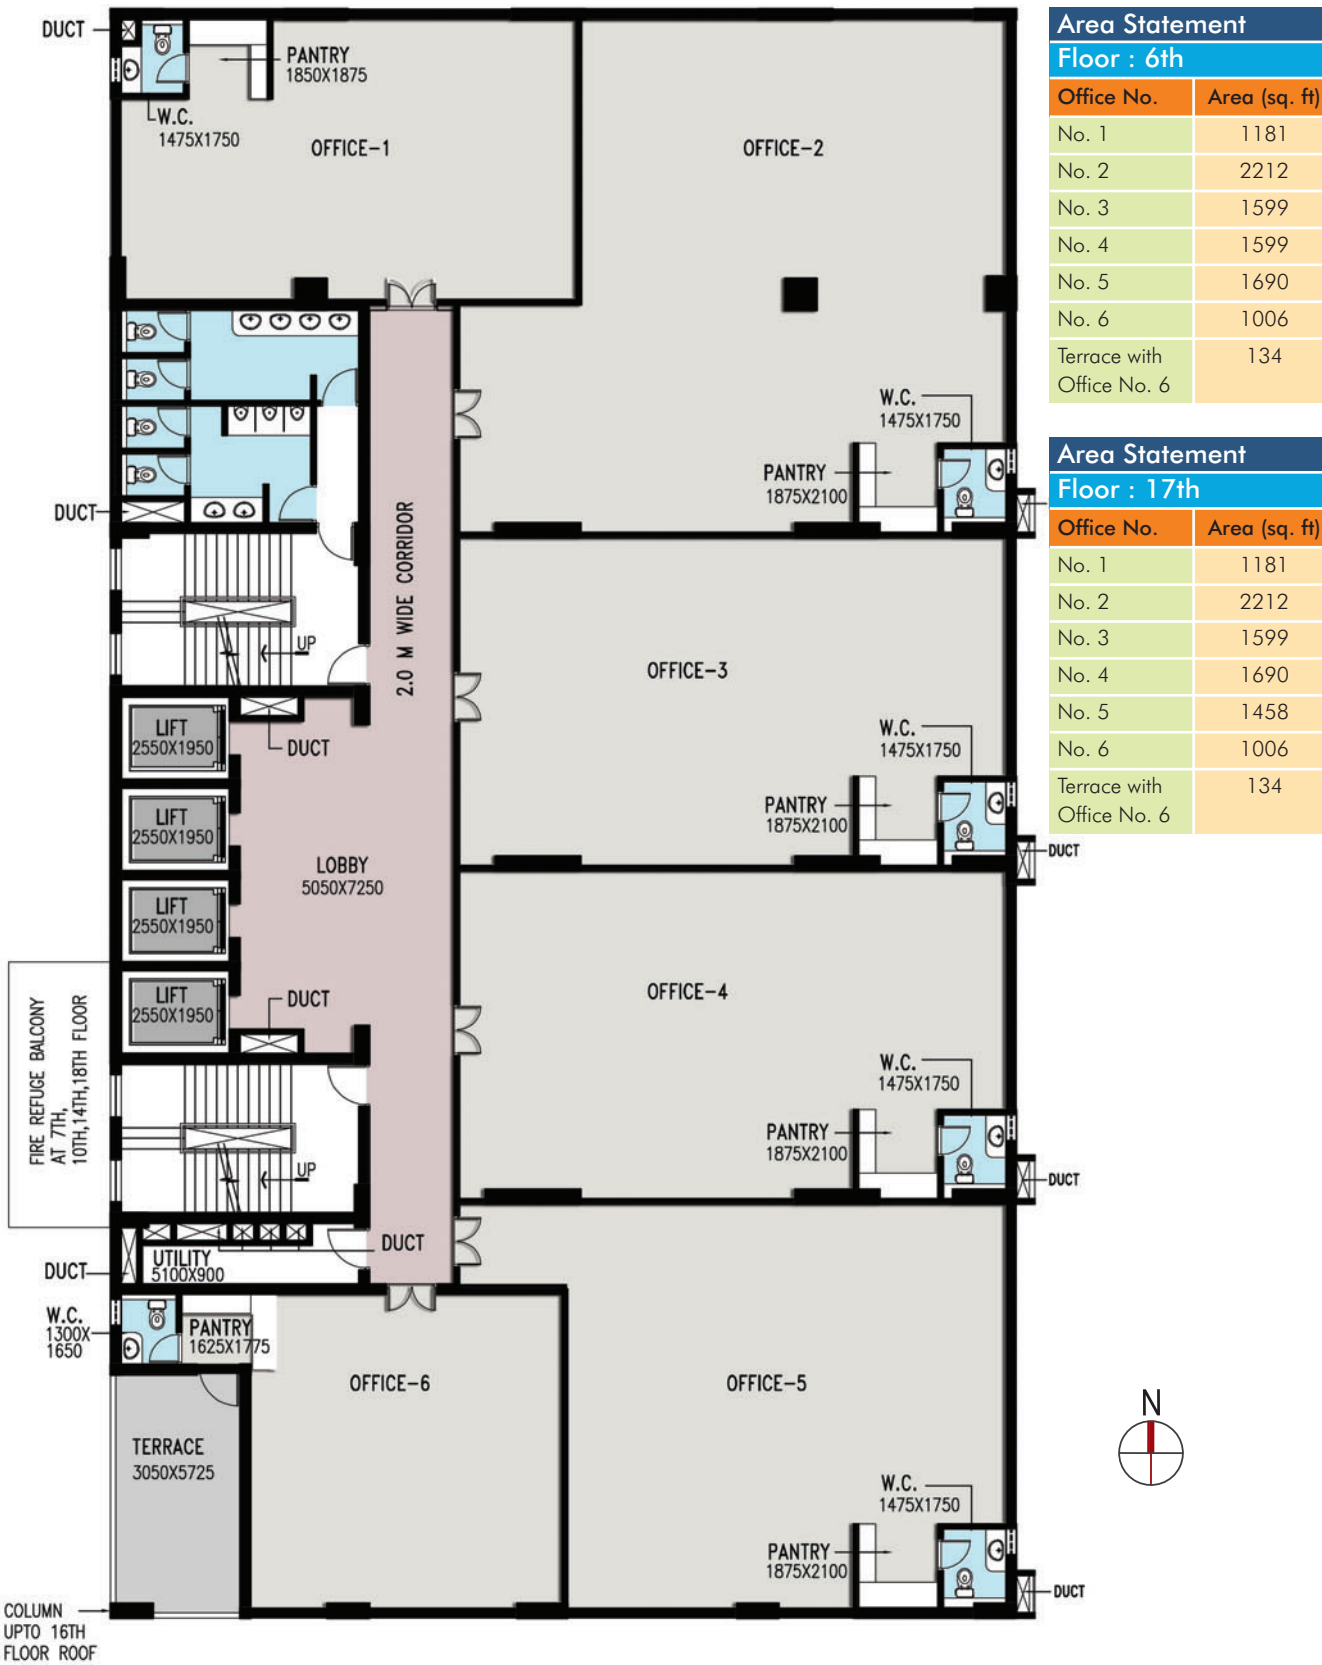 DUCT
PANTRY
1850X1875
W.C.
1475X1750
OFFICE-1
OFFICE-2
W.C.
1475X1750
PANTRY
1875X2100
DUCT
2.0 M WIDE CORRIDOR
UP
OFFICE-3
LIFT
2550X1950
DUCT
W.C.
1475X1750
LIFT
2550X1950
PANTRY
1875X2100
DUCT
LOBBY
5050X7250
LIFT
2550X1950
LIFT
2550X1950
DUCT
OFFICE-4
FIRE REFUGE BALCONY
AT 7TH,
10TH,14TH,18TH FLOOR
W.C.
1475X1750
PANTRY
1875X2100
UP
DUCT
DUCT
UTILITY
5100X900
DUCT
W.C.
1300X
1650
PANTRY
1625X1775
OFFICE-6
OFFICE-5
TERRACE
3050X5725
W.C.
1475X1750
PANTRY
1875X2100
DUCT
COLUMN
UPTO 16TH
FLOOR ROOF
Area Statement
Floor : 6th
Office No. Area (sq. ft)
No. 1 1181
No. 2 2212
No. 3 1599
No. 4 1599
No. 5 1690
No. 6 1006
Terrace with 134
Office No. 6
Area Statement
Floor : 17th
Office No. Area (sq. ft)
No. 1 1181
No. 2 2212
No. 3 1599
No. 4 1690
No. 5 1458
No. 6 1006
Terrace with 134
Office No. 6
N